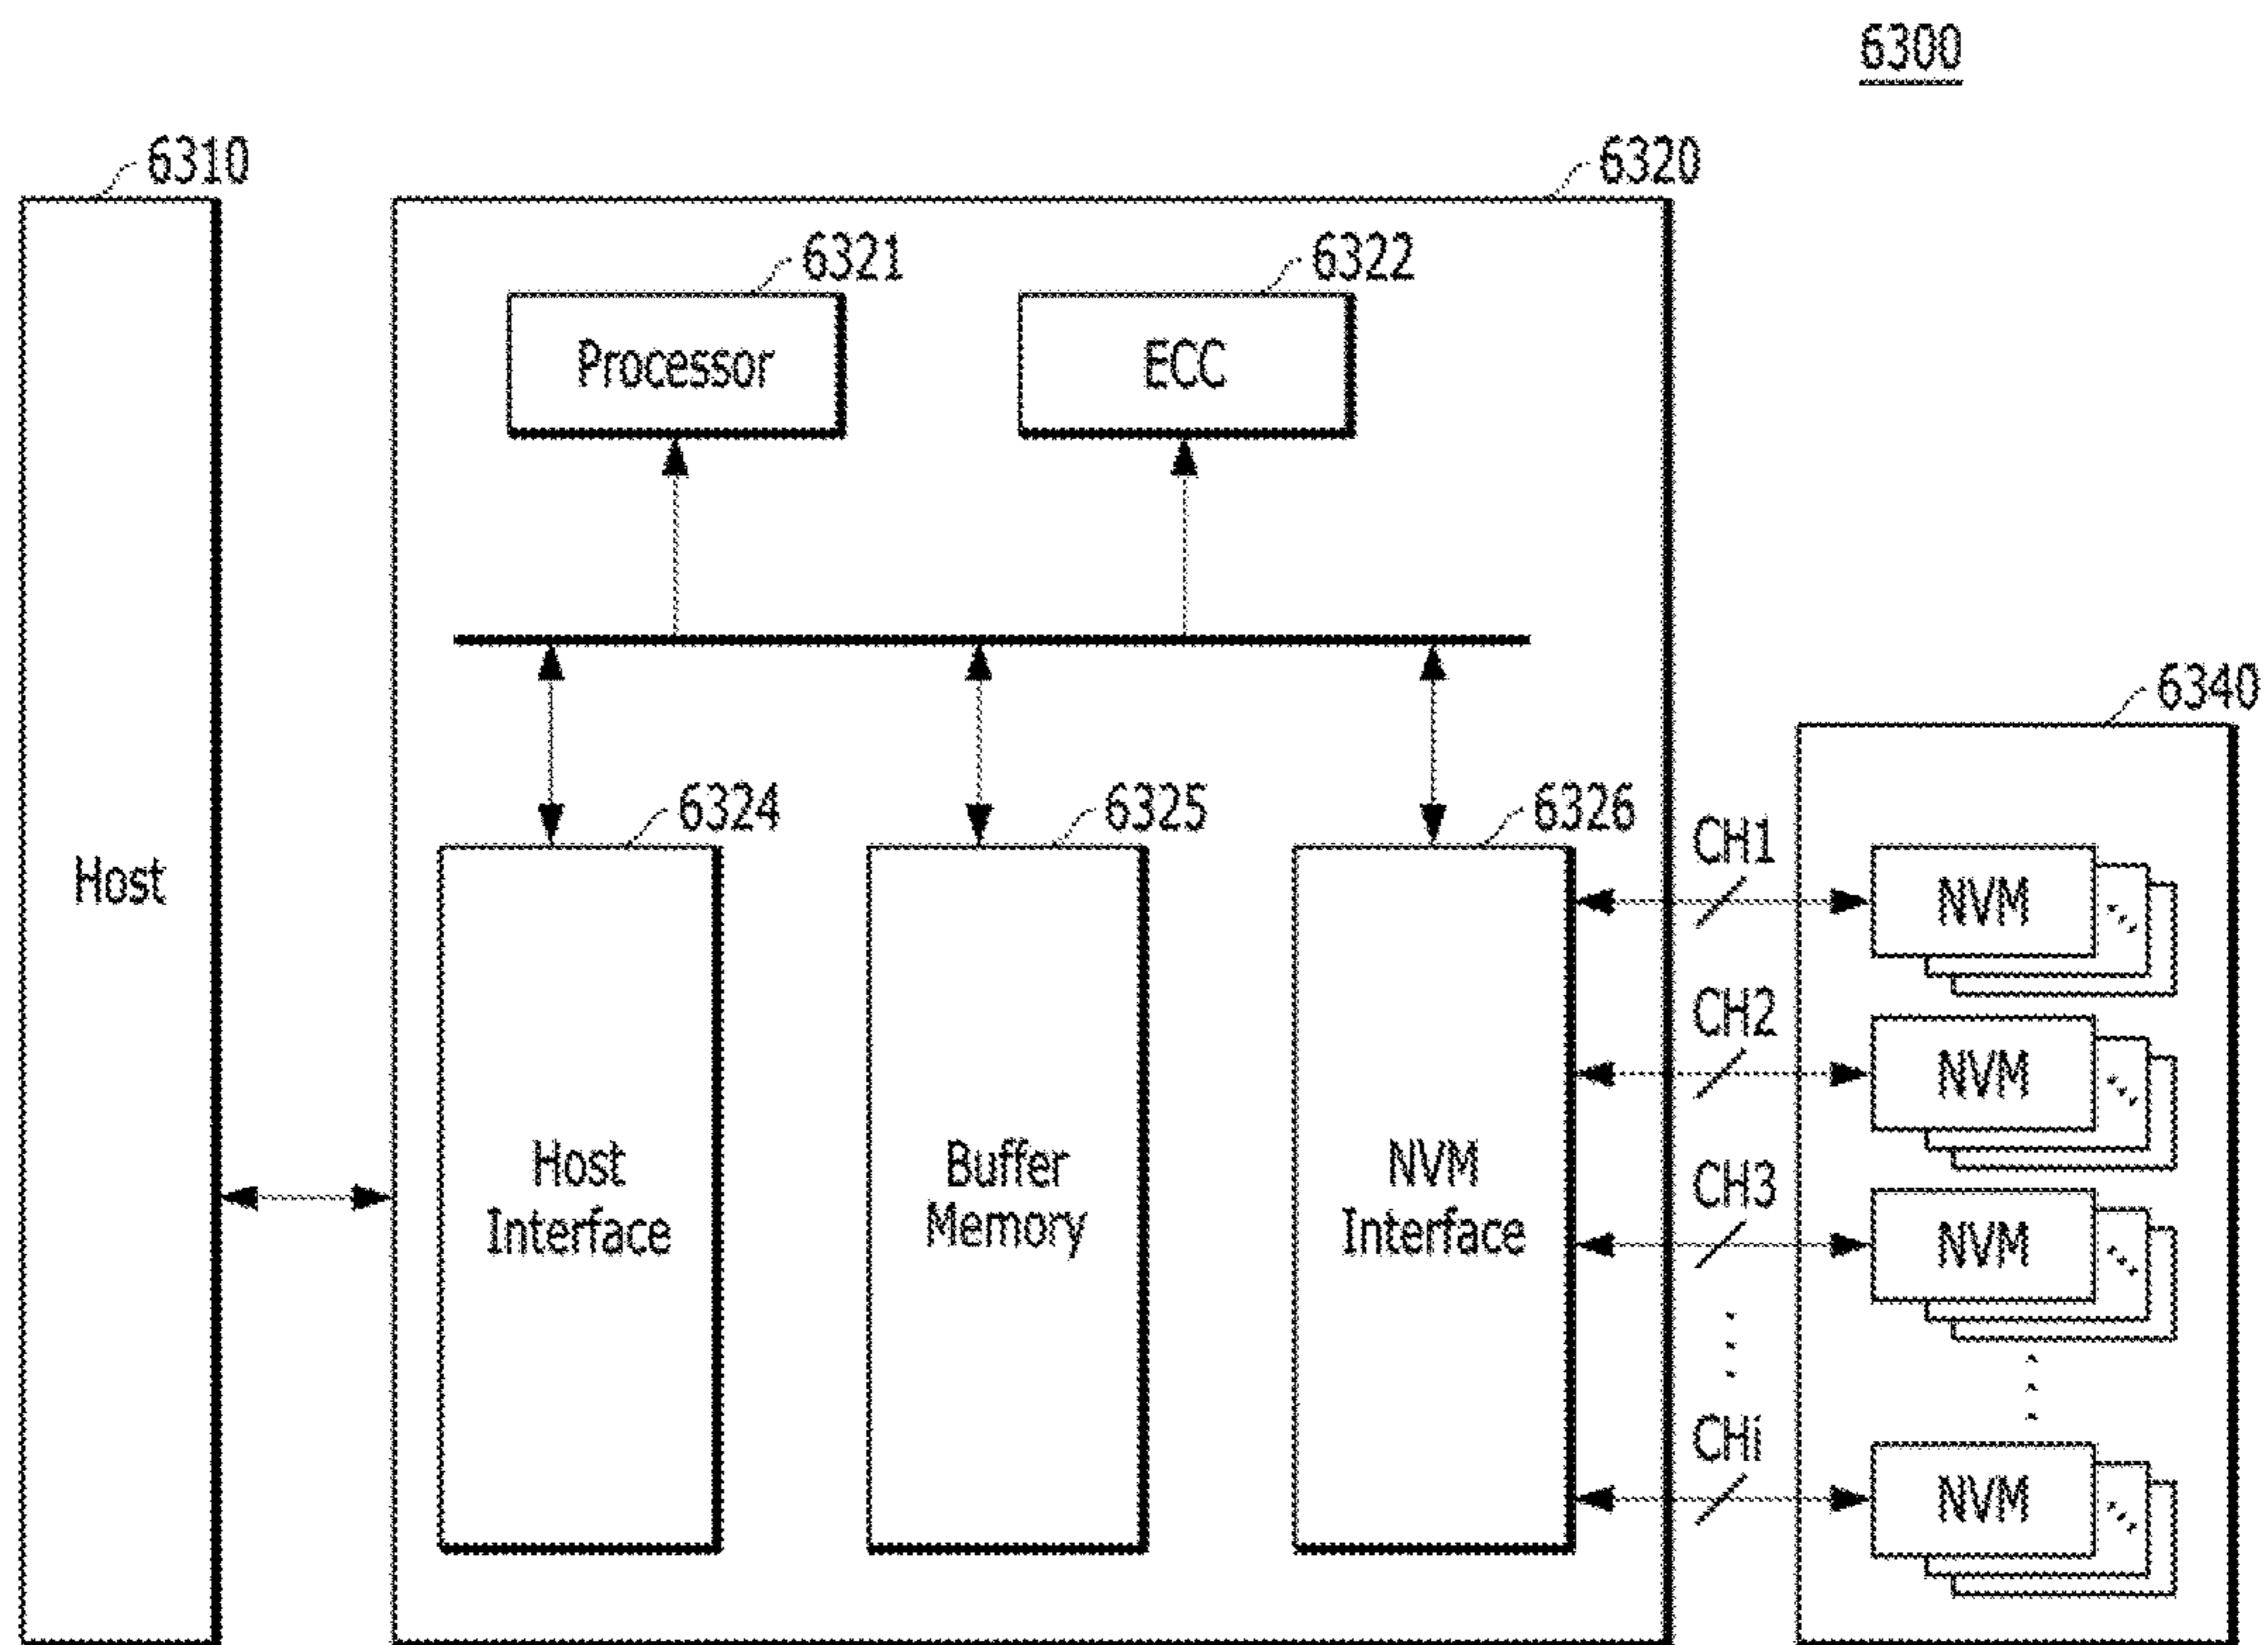 6300
6310
6320
6321
6322
Processor
ECC
6340
6324
6325
6326
CH1
Host
NVM
CH2
NVM
Host
Interface
Buffer
Memory
NVM
Interface
CH3
NVM
CHi
NVM